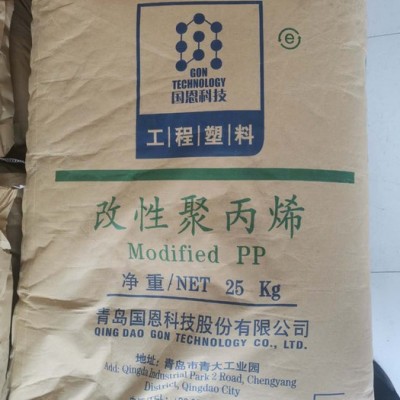 e
GON
TECHNOLOGY
国恩科技
工程塑料
改性聚丙烯
Modified PP
净重/NET 25 Kg
青岛国恩科技股份有限公司
QING DAO GON TECHNOLOGY CO., LTD.
地址: 青岛市青大工业园
Add: Qingda Industrial Park 2 Road, Chengyang
District, Qingdao City